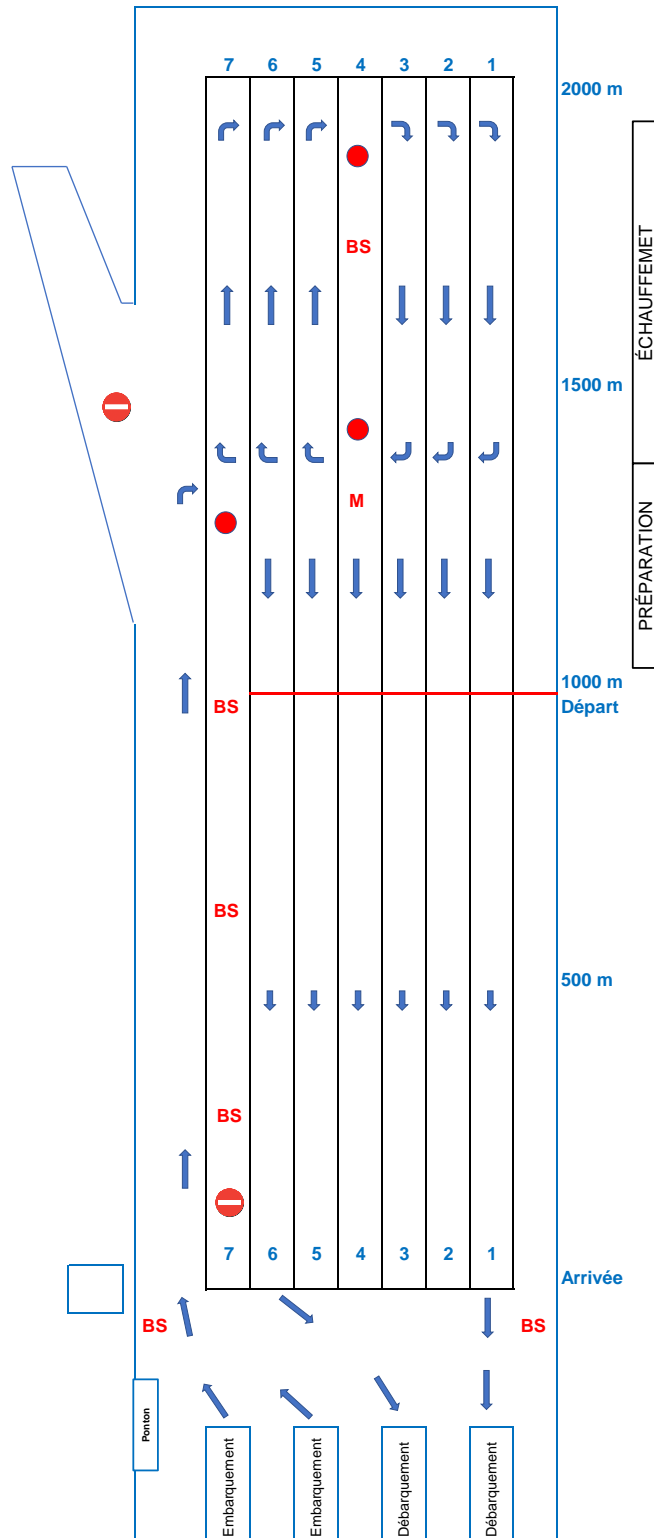 7 6 5 4 3 2 1
2000 m
BS
ÉCHAUFFEMET
1500 m
M
PRÉPARATION
1000 m
Départ
BS
BS
500 m
BS
7 6 5 4 3 2 1
Arrivée
BS
BS
Ponton
Embarquement
Embarquement
Débarquement
Débarquement